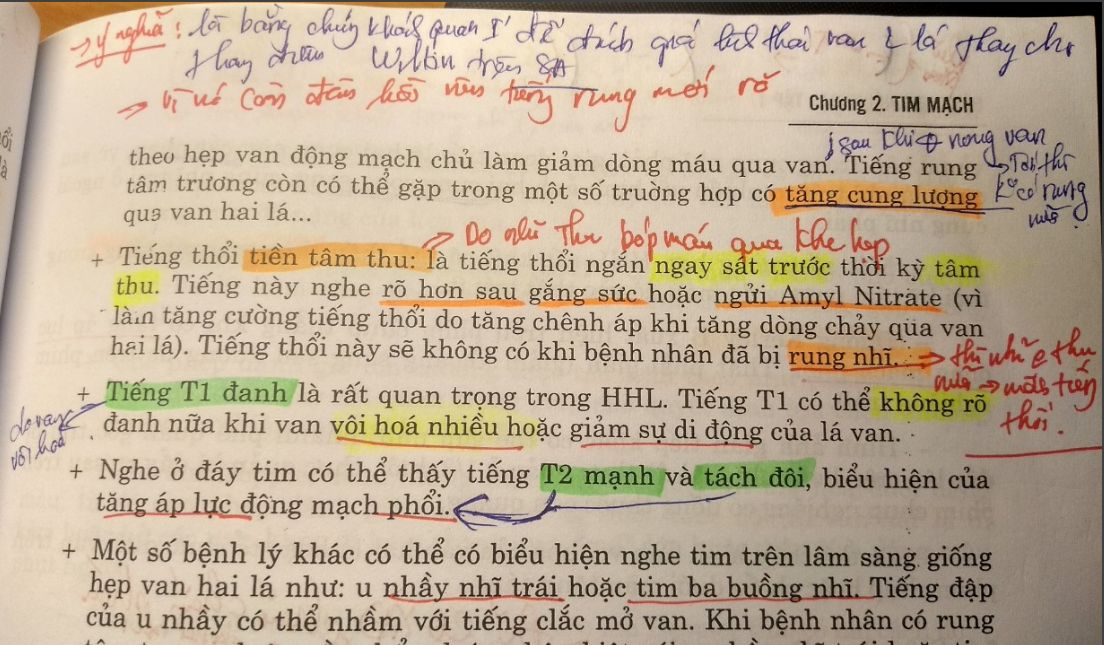 → ý nghĩa: là bằng chứng khách quan để đánh giá hình thái van 2 lá thay cho
thang điểm trên SÂ
→ vì nó còn đàn hồi nên tiếng rung mới rõ
Chương 2. TIM MẠCH
sau khi nong van
theo hẹp van động mạch chủ làm giảm dòng máu qua van. Tiếng rung
tâm trương còn có thể gặp trong một số trường hợp có tăng cung lượng
qua van hai lá...
→ Do nhĩ thu bóp máu qua khe hẹp
+ Tiếng thổi tiền tâm thu: là tiếng thổi ngắn ngay sát trước thời kỳ tâm
thu. Tiếng này nghe rõ hơn sau gắng sức hoặc ngửi Amyl Nitrate (vì
làm tăng cường tiếng thổi do tăng chênh áp khi tăng dòng chảy qua van
hai lá). Tiếng thổi này sẽ không có khi bệnh nhân đã bị rung nhĩ.
→ thì nhĩ thu
nữa → mất tiếng
thổi.
+ Tiếng T1 đanh là rất quan trọng trong HHL. Tiếng T1 có thể không rõ
đanh nữa khi van vôi hoá nhiều hoặc giảm sự di động của lá van.
do van
vôi hoá
+ Nghe ở đáy tim có thể thấy tiếng T2 mạnh và tách đôi, biểu hiện của
tăng áp lực động mạch phổi.
+ Một số bệnh lý khác có thể có biểu hiện nghe tim trên lâm sàng giống
hẹp van hai lá như: u nhầy nhĩ trái hoặc tim ba buồng nhĩ. Tiếng đập
của u nhầy có thể nhầm với tiếng clắc mở van. Khi bệnh nhân có rung